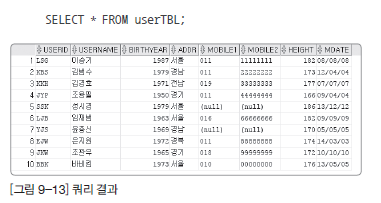 SELECT * FROM userTBL;
USERID USERNAME BIRTHYEAR ADDR MOBILE1 MOBILE2 HEIGHT MDATE
1 LSG 이승기 1987 서울 011 11111111 182 08/08/08
2 KBS 김범수 1979 경남 011 22222222 173 12/04/04
3 KKH 김경호 1971 전남 019 33333333 177 07/07/07
4 JYP 조용필 1950 경기 011 44444444 166 09/04/04
5 SSK 성시경 1979 서울 (null) (null) 186 13/12/12
6 LJB 임재범 1963 서울 016 66666666 182 09/09/09
7 YJS 윤종신 1969 경남 (null) (null) 170 05/05/05
8 EJW 은지원 1972 경북 011 88888888 174 14/03/03
9 JKW 조관우 1965 경기 018 99999999 172 10/10/10
10 BBK 바비킴 1973 서울 010 00000000 176 13/05/05
[그림 9-13] 쿼리 결과